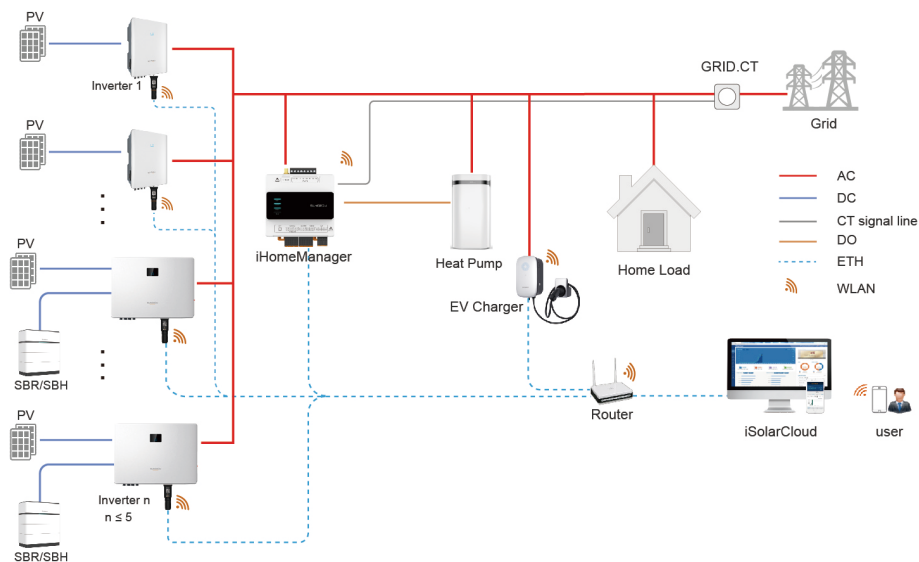 PV
Inverter 1
GRID.CT
Grid
PV
iHomeManager
Heat Pump
EV Charger
Home Load
AC
DC
CT signal line
DO
ETH
WLAN
PV
SBR/SBH
Router
iSolarCloud
user
PV
Inverter n
n ≤ 5
SBR/SBH